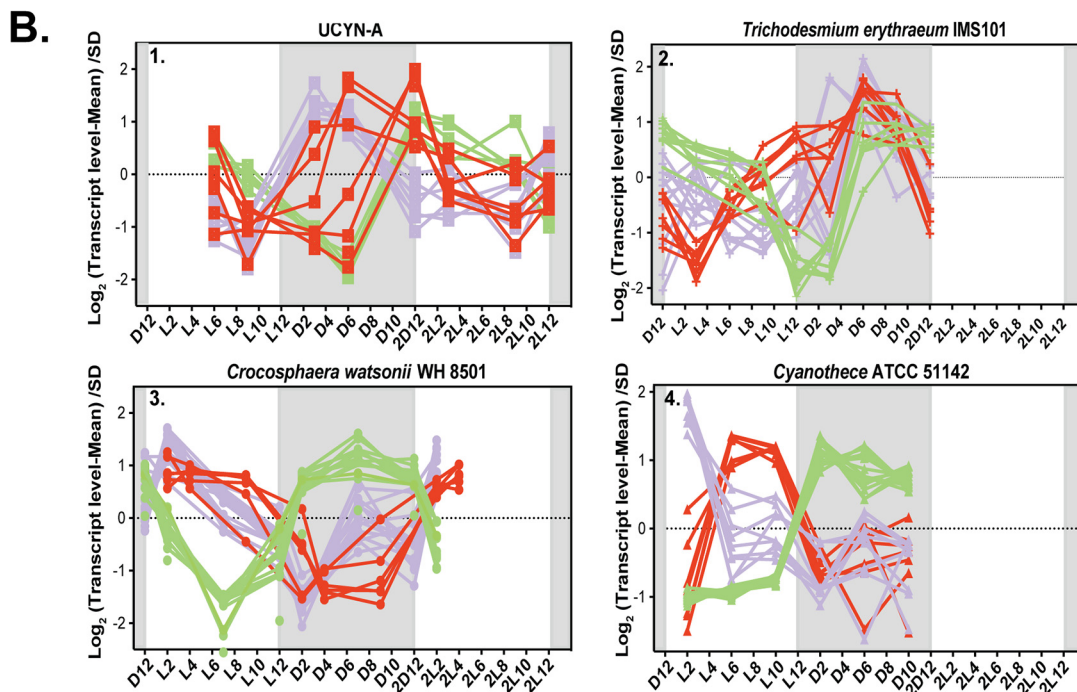 B.
UCYN-A
1.
Log2 (Transcript level-Mean) /SD
2
1
0
-1
-2
D12 L2 L4 L6 L8 L10 L12 D2 D4 D6 D8 D10 2D12 2L2 2L4 2L6 2L8 2L10 2L12
Trichodesmium erythraeum IMS101
2.
Log2 (Transcript level-Mean) /SD
2
1
0
-1
-2
D12 L2 L4 L6 L8 L10 L12 D2 D4 D6 D8 D10 2D12 2L2 2L4 2L6 2L8 2L10 2L12
Crocosphaera watsonii WH 8501
3.
Log2 (Transcript level-Mean) /SD
2
1
0
-1
-2
D12 L2 L4 L6 L8 L10 L12 D2 D4 D6 D8 D10 2D12 2L2 2L4 2L6 2L8 2L10 2L12
Cyanothece ATCC 51142
4.
Log2 (Transcript level-Mean) /SD
2
1
0
-1
D12 L2 L4 L6 L8 L10 L12 D2 D4 D6 D8 D10 2D12 2L2 2L4 2L6 2L8 2L10 2L12